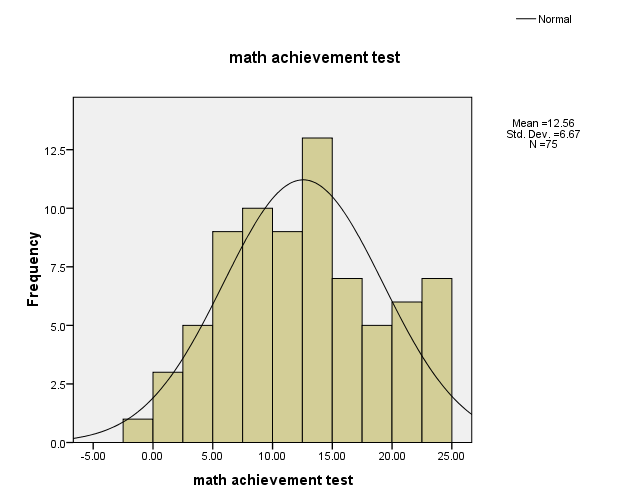 Normal
math achievement test
Mean =12.56
Std. Dev. =6.67
N =75
12.5
10.0
7.5
5.0
2.5
0.0
Frequency
-5.00 0.00 5.00 10.00 15.00 20.00 25.00
math achievement test